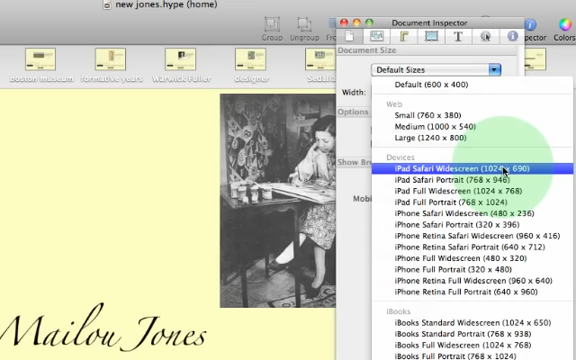 new jones.hype (home)
Group
Ungroup
Colors
Document Inspector
boston museum
formative years
Warwick Fuller
designer
Document Size
Default Sizes
Width:
Options
Default (600 x 400)
Web
Small (760 x 380)
Medium (1000 x 540)
Large (1240 x 800)
Devices
iPad Safari Widescreen (1024 x 690)
iPad Safari Portrait (768 x 946)
iPad Full Widescreen (1024 x 768)
iPad Full Portrait (768 x 1024)
iPhone Safari Widescreen (480 x 236)
iPhone Safari Portrait (320 x 396)
iPhone Retina Safari Widescreen (960 x 416)
iPhone Retina Safari Portrait (640 x 712)
iPhone Full Widescreen (480 x 320)
iPhone Full Portrait (320 x 480)
iPhone Retina Full Widescreen (960 x 640)
iPhone Retina Full Portrait (640 x 960)
iBooks
iBooks Standard Widescreen (1024 x 650)
iBooks Standard Portrait (768 x 938)
iBooks Full Widescreen (1024 x 768)
iBooks Full Portrait (768 x 1024)
Mailou Jones